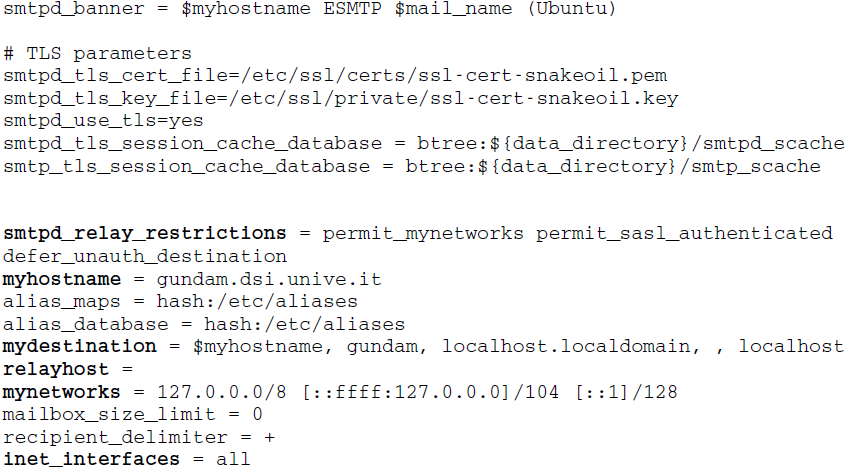 smtpd_banner = $myhostname ESMTP $mail_name (Ubuntu)
# TLS parameters
smtpd_tls_cert_file=/etc/ssl/certs/ssl-cert-snakeoil.pem
smtpd_tls_key_file=/etc/ssl/private/ssl-cert-snakeoil.key
smtpd_use_tls=yes
smtpd_tls_session_cache_database = btree:${data_directory}/smtpd_scache
smtp_tls_session_cache_database = btree:${data_directory}/smtp_scache
smtpd_relay_restrictions = permit_mynetworks permit_sasl_authenticated
defer_unauth_destination
myhostname = gundam.dsi.unive.it
alias_maps = hash:/etc/aliases
alias_database = hash:/etc/aliases
mydestination = $myhostname, gundam, localhost.localdomain, , localhost
relayhost =
mynetworks = 127.0.0.0/8 [::ffff:127.0.0.0]/104 [::1]/128
mailbox_size_limit = 0
recipient_delimiter = +
inet_interfaces = all